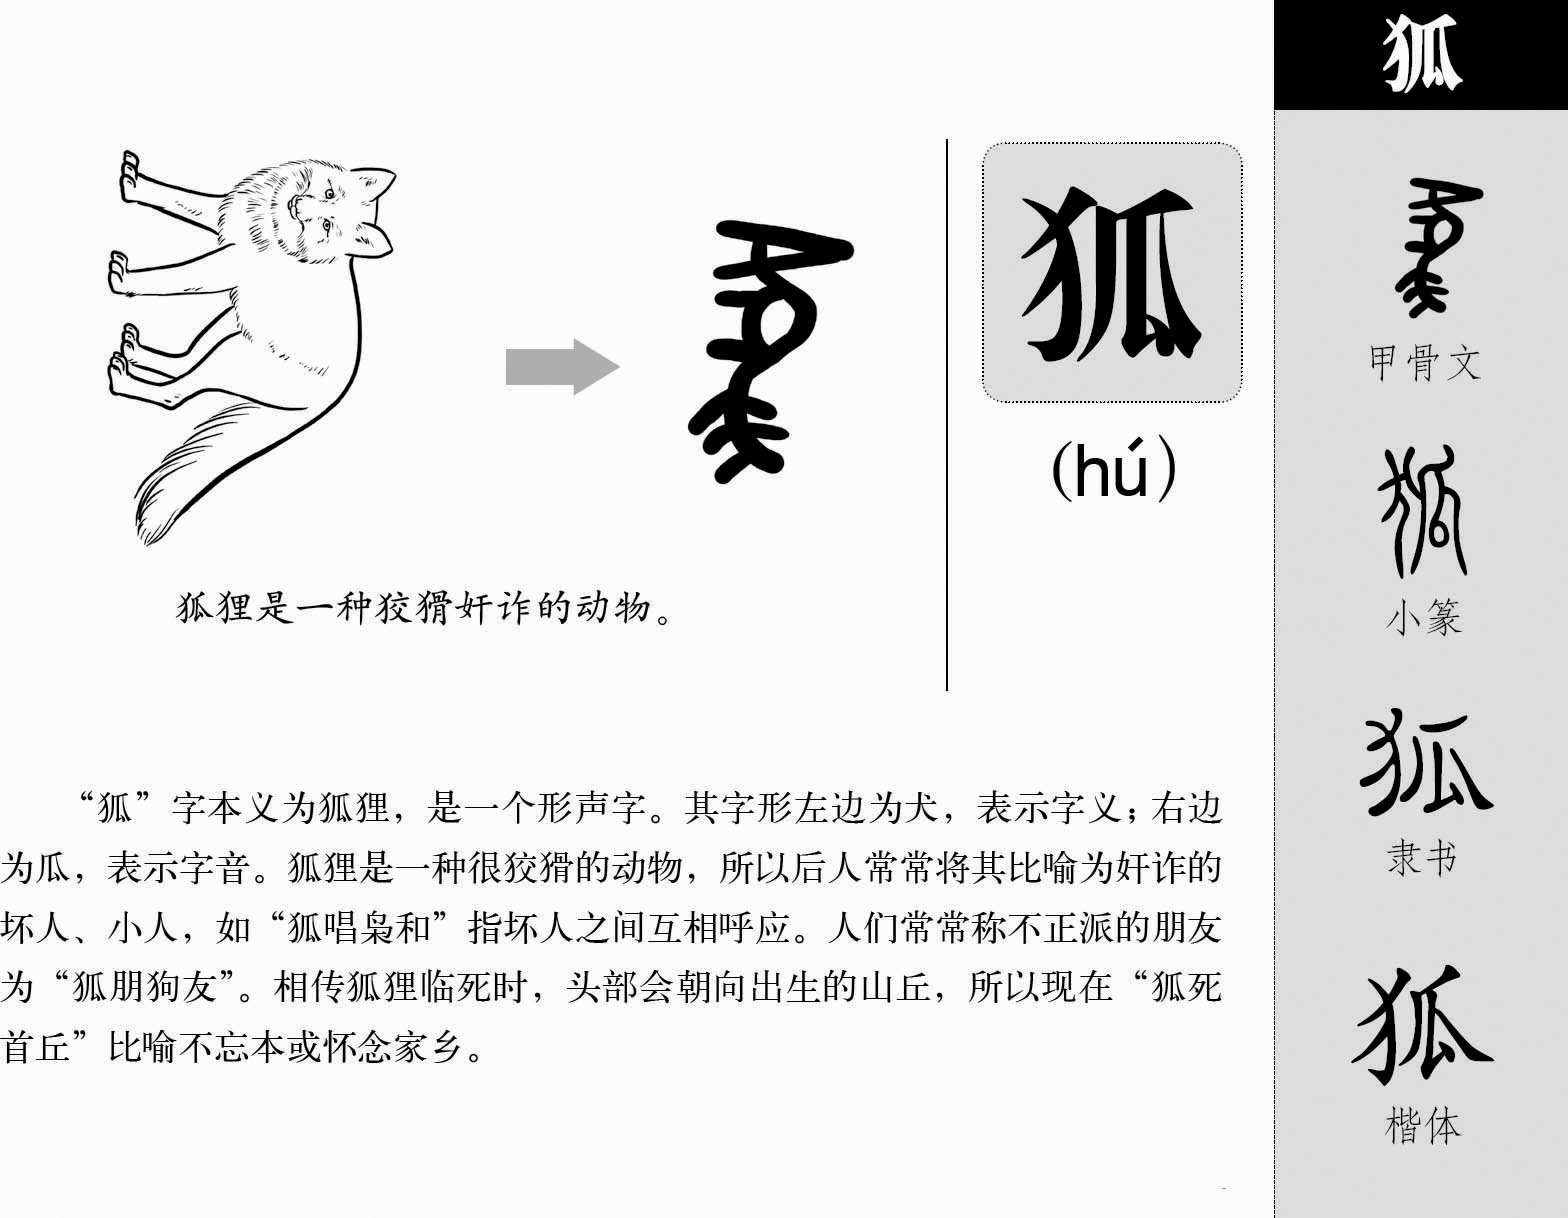 狐
狐
(hú)
狐狸是一种狡猾奸诈的动物。
“狐”字本义为狐狸，是一个形声字。其字形左边为犬，表示字义；右边
为瓜，表示字音。狐狸是一种很狡猾的动物，所以后人常常将其比喻为奸诈的
坏人、小人，如“狐唱枭和”指坏人之间互相呼应。人们常常称不正派的朋友
为“狐朋狗友”。相传狐狸临死时，头部会朝向出生的山丘，所以现在“狐死
首丘”比喻不忘本或怀念家乡。
甲骨文
狐
小篆
狐
隶书
狐
楷体